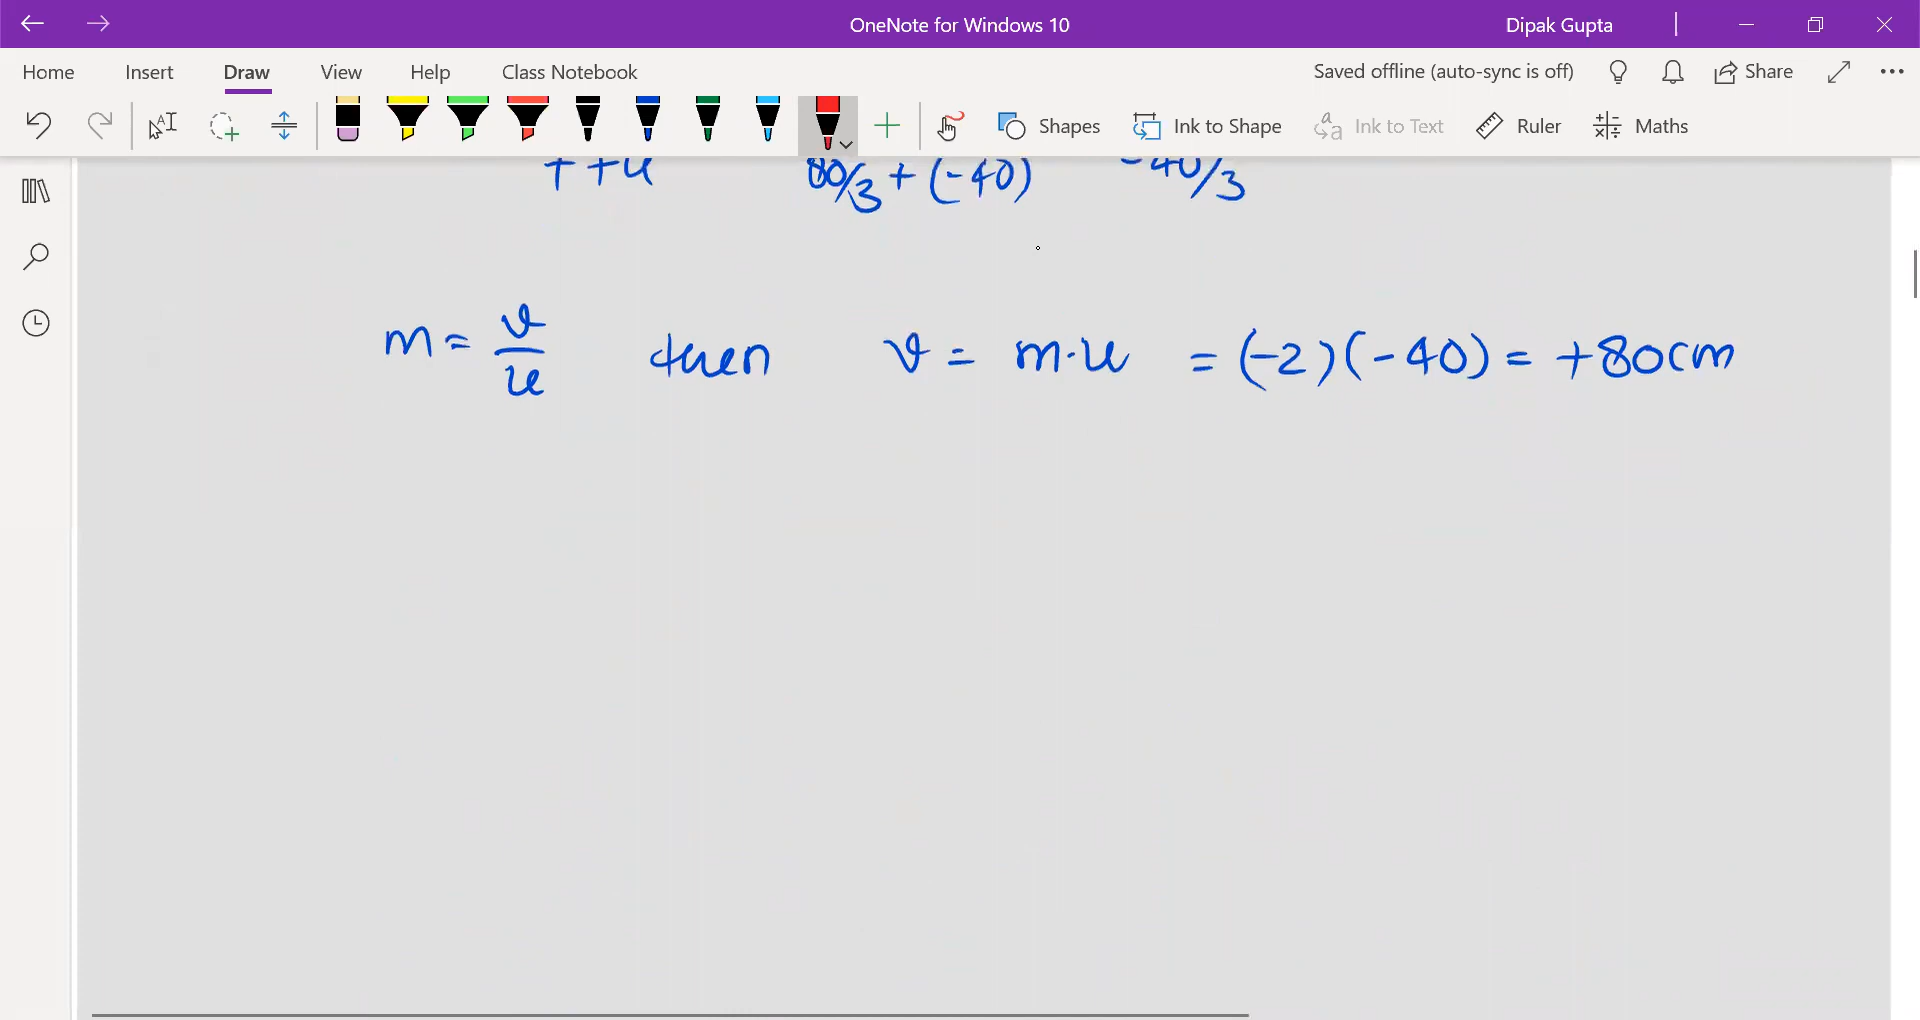 OneNote for Windows 10 Dipak Gupta
Home Insert Draw View Help Class Notebook Saved offline (auto-sync is off) Share
Shapes Ink to Shape Ink to Text Ruler Maths
f + u 80/3 + (-40) -40/3
m = v/u then v = m·u = (-2)(-40) = +80cm